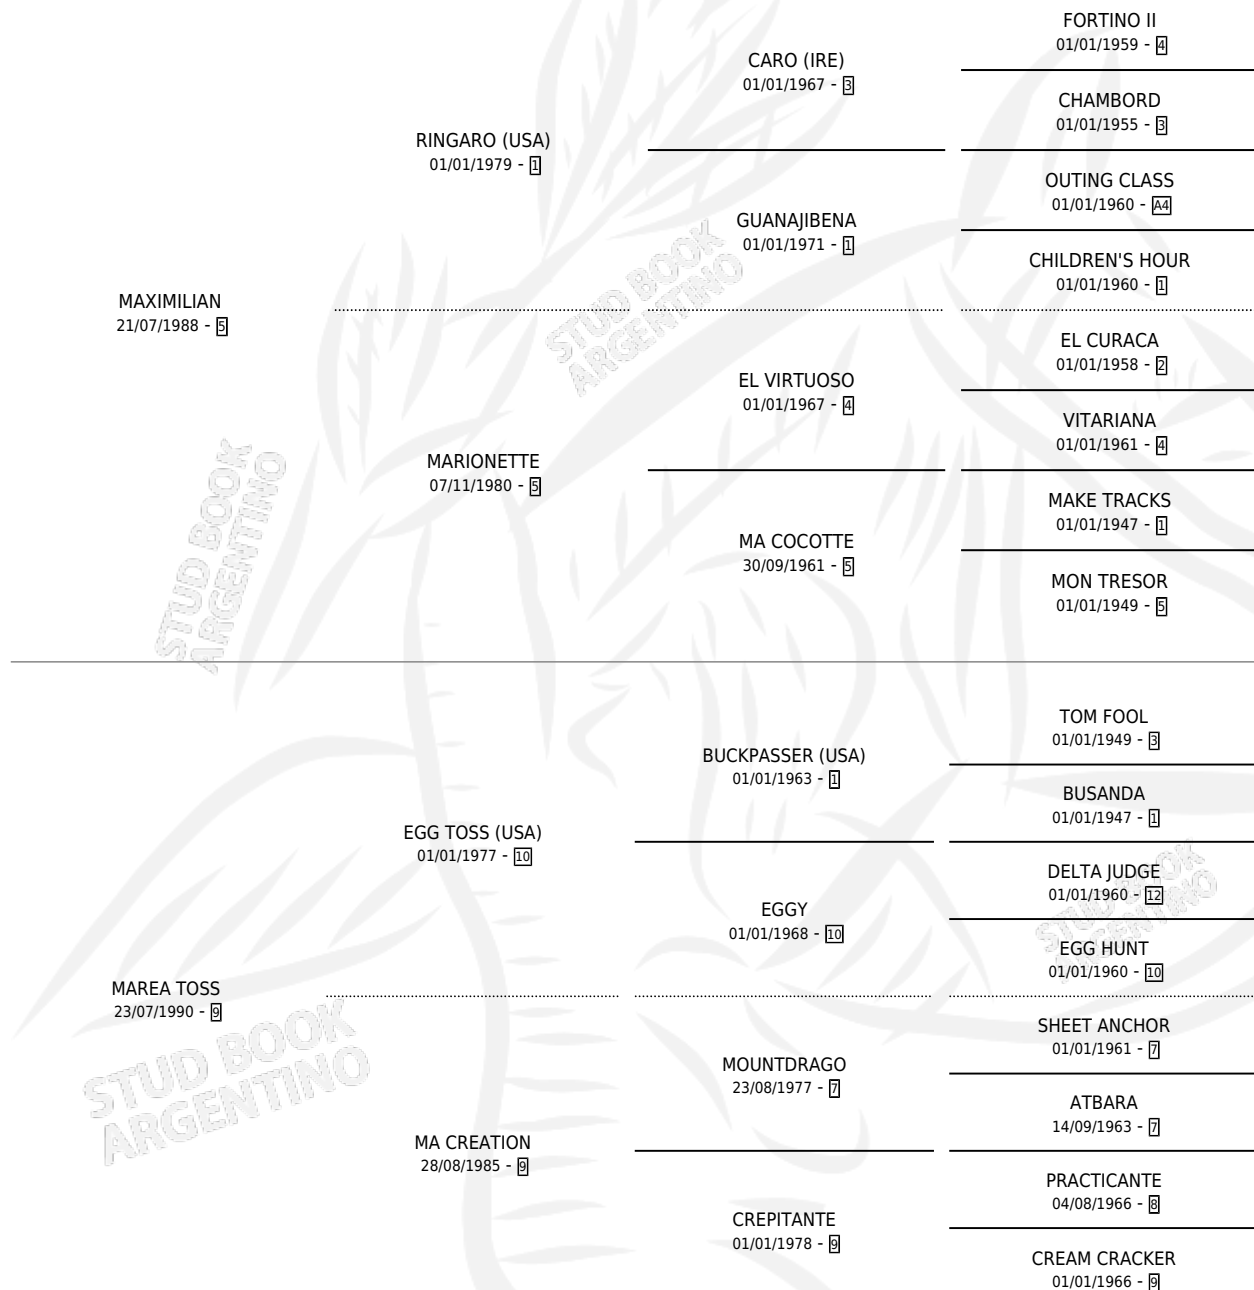 FORTINO II
01/01/1959 - 4
CARO (IRE)
01/01/1967 - 3
CHAMBORD
01/01/1955 - 3
RINGARO (USA)
01/01/1979 - 1
OUTING CLASS
01/01/1960 - A4
GUANAJIBENA
01/01/1971 - 1
CHILDREN'S HOUR
01/01/1960 - 1
MAXIMILIAN
21/07/1988 - 5
EL CURACA
01/01/1958 - 2
EL VIRTUOSO
01/01/1967 - 4
VITARIANA
01/01/1961 - 4
MARIONETTE
07/11/1980 - 5
MAKE TRACKS
01/01/1947 - 1
MA COCOTTE
30/09/1961 - 5
MON TRESOR
01/01/1949 - 5
STUD BOOK
ARGENTINO
STUD BOOK
ARGENTINO
TOM FOOL
01/01/1949 - 3
BUCKPASSER (USA)
01/01/1963 - 1
BUSANDA
01/01/1947 - 1
EGG TOSS (USA)
01/01/1977 - 10
DELTA JUDGE
01/01/1960 - 12
EGGY
01/01/1968 - 10
EGG HUNT
01/01/1960 - 10
MAREA TOSS
23/07/1990 - 9
SHEET ANCHOR
01/01/1961 - 7
MOUNTDRAGO
23/08/1977 - 7
ATBARA
14/09/1963 - 7
MA CREATION
28/08/1985 - 9
PRACTICANTE
04/08/1966 - 8
CREPITANTE
01/01/1978 - 9
CREAM CRACKER
01/01/1966 - 9
STUD BOOK
ARGENTINO
STUD BOOK
ARGENTINO